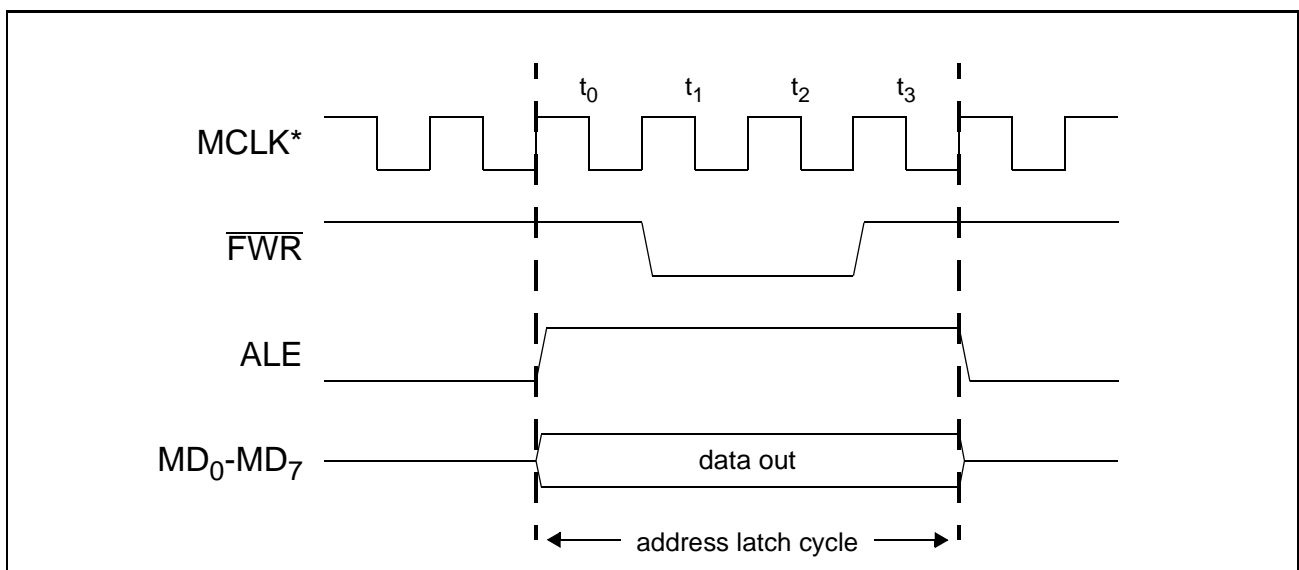 t0 t1 t2 t3
MCLK*
FWR
ALE
MD0-MD7
data out
address latch cycle